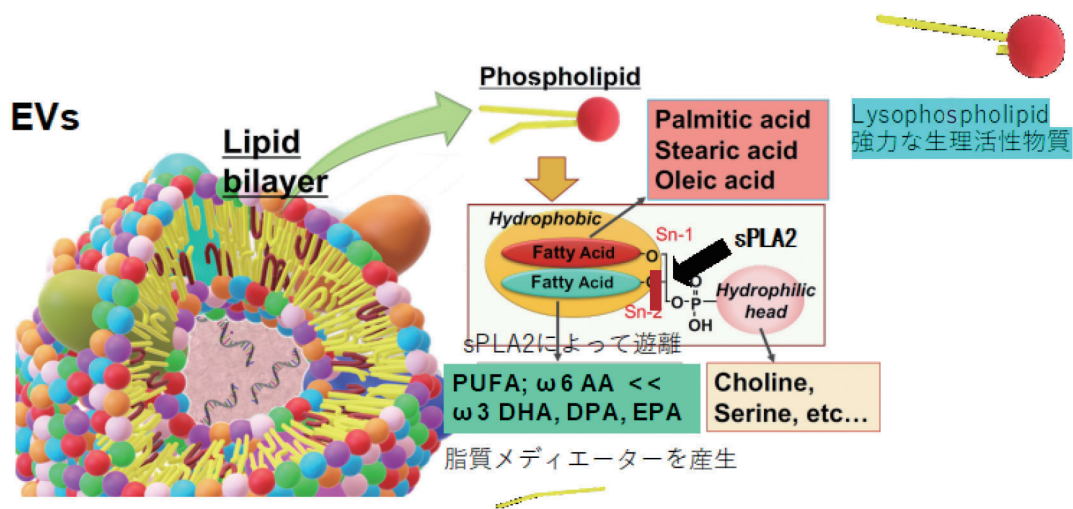 EVs
Lipid
bilayer
Phospholipid
Palmitic acid
Stearic acid
Oleic acid
Lysophospholipid
強力な生理活性物質
Hydrophobic
Fatty Acid
Fatty Acid
Sn-1
Sn-2
sPLA2
O
O
O
O-P
OH
Hydrophilic
head
sPLA2によって遊離
PUFA; ω6 AA <<
ω3 DHA, DPA, EPA
Choline,
Serine, etc…
脂質メディエーターを産生